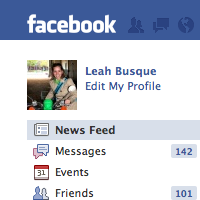 facebook
Leah Busque
Edit My Profile
News Feed
Messages 142
31 Events
Friends 101